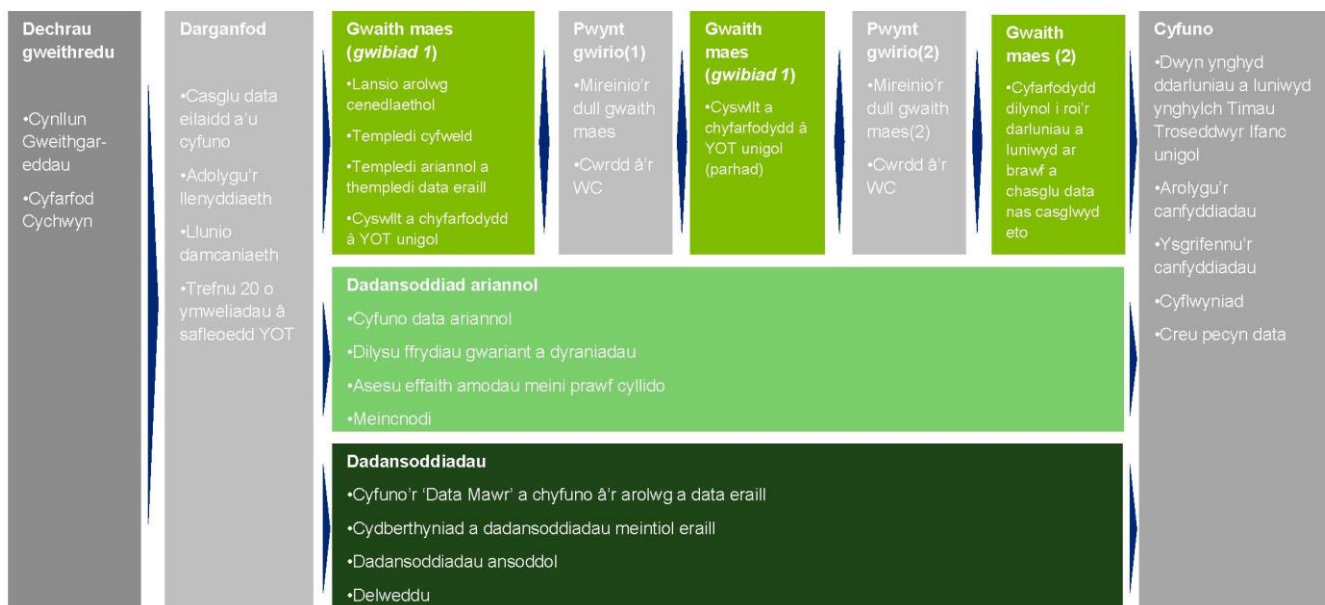 Dechrau
gweithredu
•Cynllun
Gweithgar-
eddau
•Cyfarfod
Cychwyn
Darganfod
•Casglu data
eilaidd a'u
cyfuno
•Adolygu'r
llenyddiaeth
•Llunio
damcaniaeth
•Trefnu 20 o
ymweliadau â
safleoedd YOT
Gwaith maes
(gwibiad 1)
•Lansio arolwg
cenedlaethol
•Templedi cyfweld
•Templedi ariannol a
thempledi data eraill
•Cyswllt a chyfarfodydd
â YOT unigol
Pwynt
gwirio(1)
•Mireinio'r
dull gwaith
maes
•Cwrdd â'r
WC
Gwaith
maes
(gwibiad 1)
•Cyswllt a
chyfarfodydd â
YOT unigol
(parhad)
Pwynt
gwirio(2)
•Mireinio'r
dull gwaith
maes(2)
•Cwrdd â'r
WC
Gwaith
maes (2)
•Cyfarfodydd
dilynol i roi'r
darluniau a
luniwyd ar
brawf a
chasglu data
nas casglwyd
eto
Dadansoddiad ariannol
•Cyfuno data ariannol
•Dilysu ffrydiau gwariant a dyraniadau
•Asesu effaith amodau meini prawf cyllido
•Meincnodi
Dadansoddiadau
•Cyfuno'r 'Data Mawr' a chyfuno â'r arolwg a data eraill
•Cydberthyniad a dadansoddiadau meintiol eraill
•Dadansoddiadau ansoddol
•Delweddu
Cyfuno
•Dwyn ynghyd
ddarluniau a luniwyd
ynghylch Timau
Troseddwyr Ifanc
unigol
•Arolygu'r
canfyddiadau
•Ysgrifennu'r
canfyddiadau
•Cyflwyniad
•Creu pecyn data